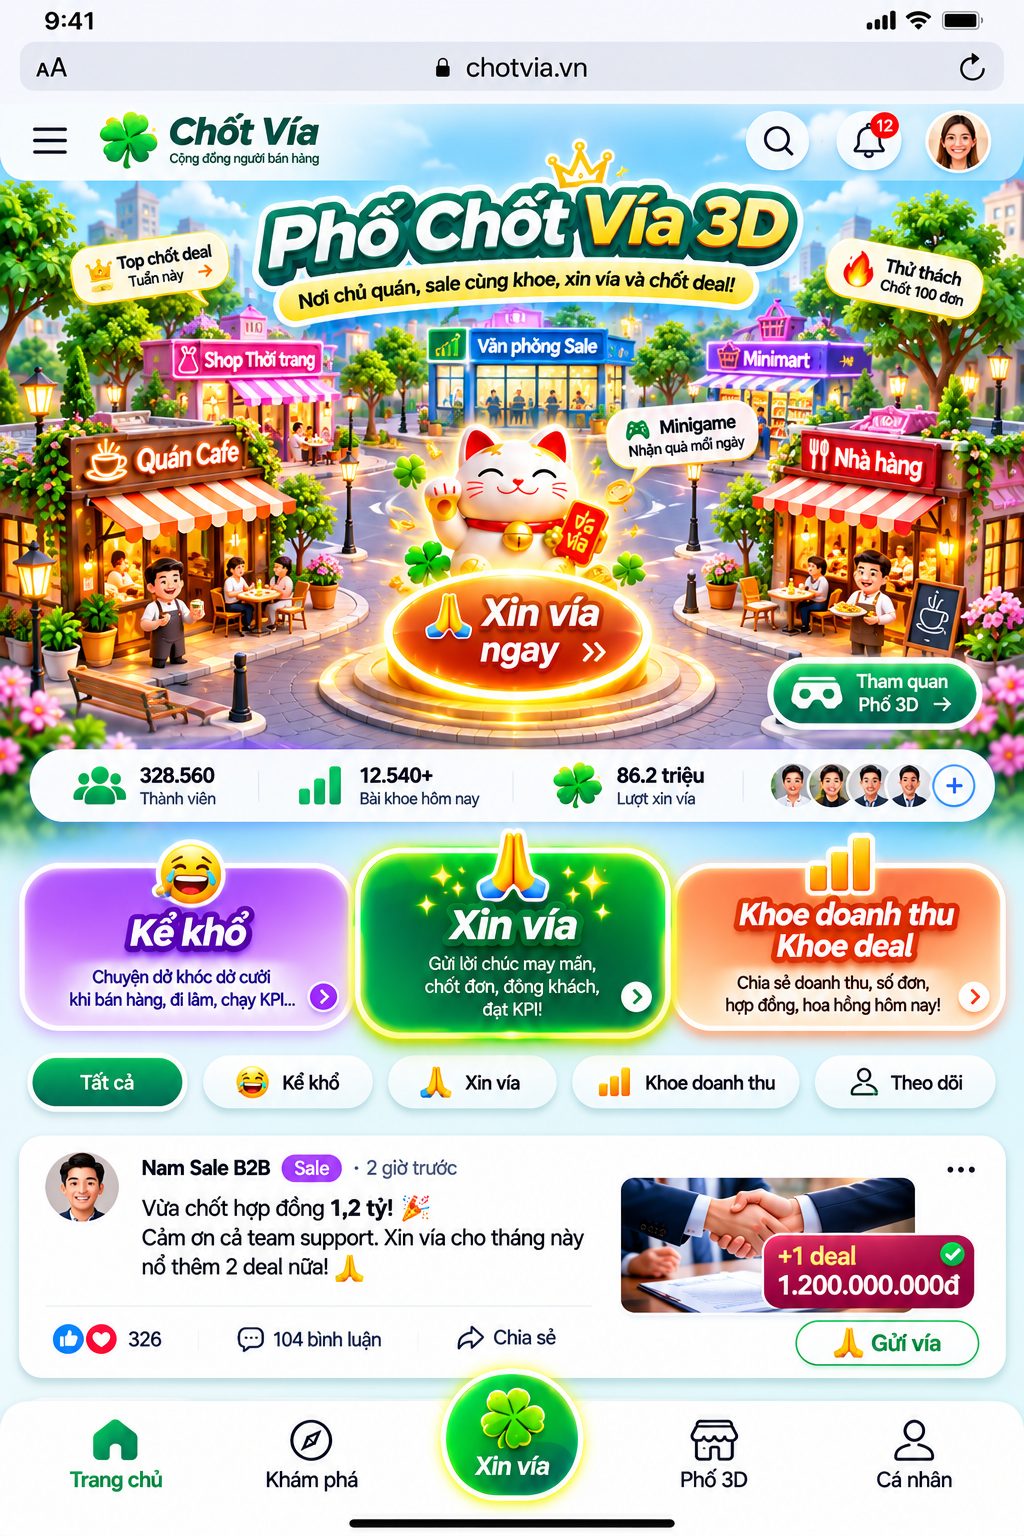 9:41
AA
chotvia.vn
Chốt Vía
Cộng đồng người bán hàng
12
Phố Chốt Vía 3D
Nơi chủ quán, sale cùng khoe, xin vía và chốt deal!
Top chốt deal
Tuần này →
Thử thách
Chốt 100 đơn
Shop Thời trang
Văn phòng Sale
Minimart
Minigame
Nhận quà mỗi ngày
Quán Cafe
Nhà hàng
Xin vía
ngay »
Tham quan
Phố 3D →
328.560
Thành viên
12.540+
Bài khoe hôm nay
86.2 triệu
Lượt xin vía
+
Kể khổ
Chuyện dở khóc dở cười
khi bán hàng, đi lâm, chạy KPI...
Xin vía
Gửi lời chúc may mắn,
chốt đơn, đông khách,
đạt KPI!
Khoe doanh thu
Khoe deal
Chia sẻ doanh thu, số đơn,
hợp đồng, hoa hồng hôm nay!
Tất cả
Kể khổ
Xin vía
Khoe doanh thu
Theo dõi
Nam Sale B2B
Sale
· 2 giờ trước
Vừa chốt hợp đồng 1,2 tỷ! 🎉
Cảm ơn cả team support. Xin vía cho tháng này
nổ thêm 2 deal nữa! 🙏
+1 deal
1.200.000.000đ
326
104 bình luận
Chia sẻ
Gửi vía
Trang chủ
Khám phá
Xin vía
Phố 3D
Cá nhân